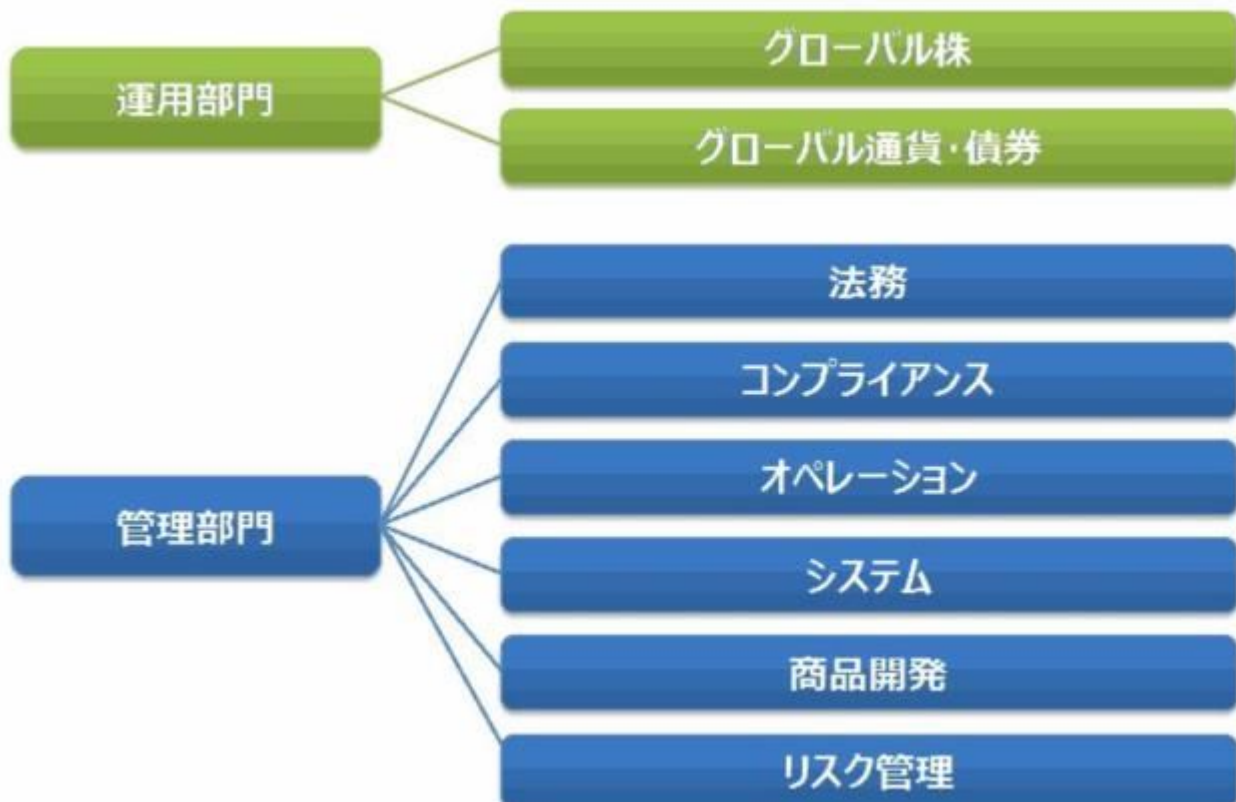 運用部門
グローバル株
グローバル通貨・債券
管理部門
法務
コンプライアンス
オペレーション
システム
商品開発
リスク管理